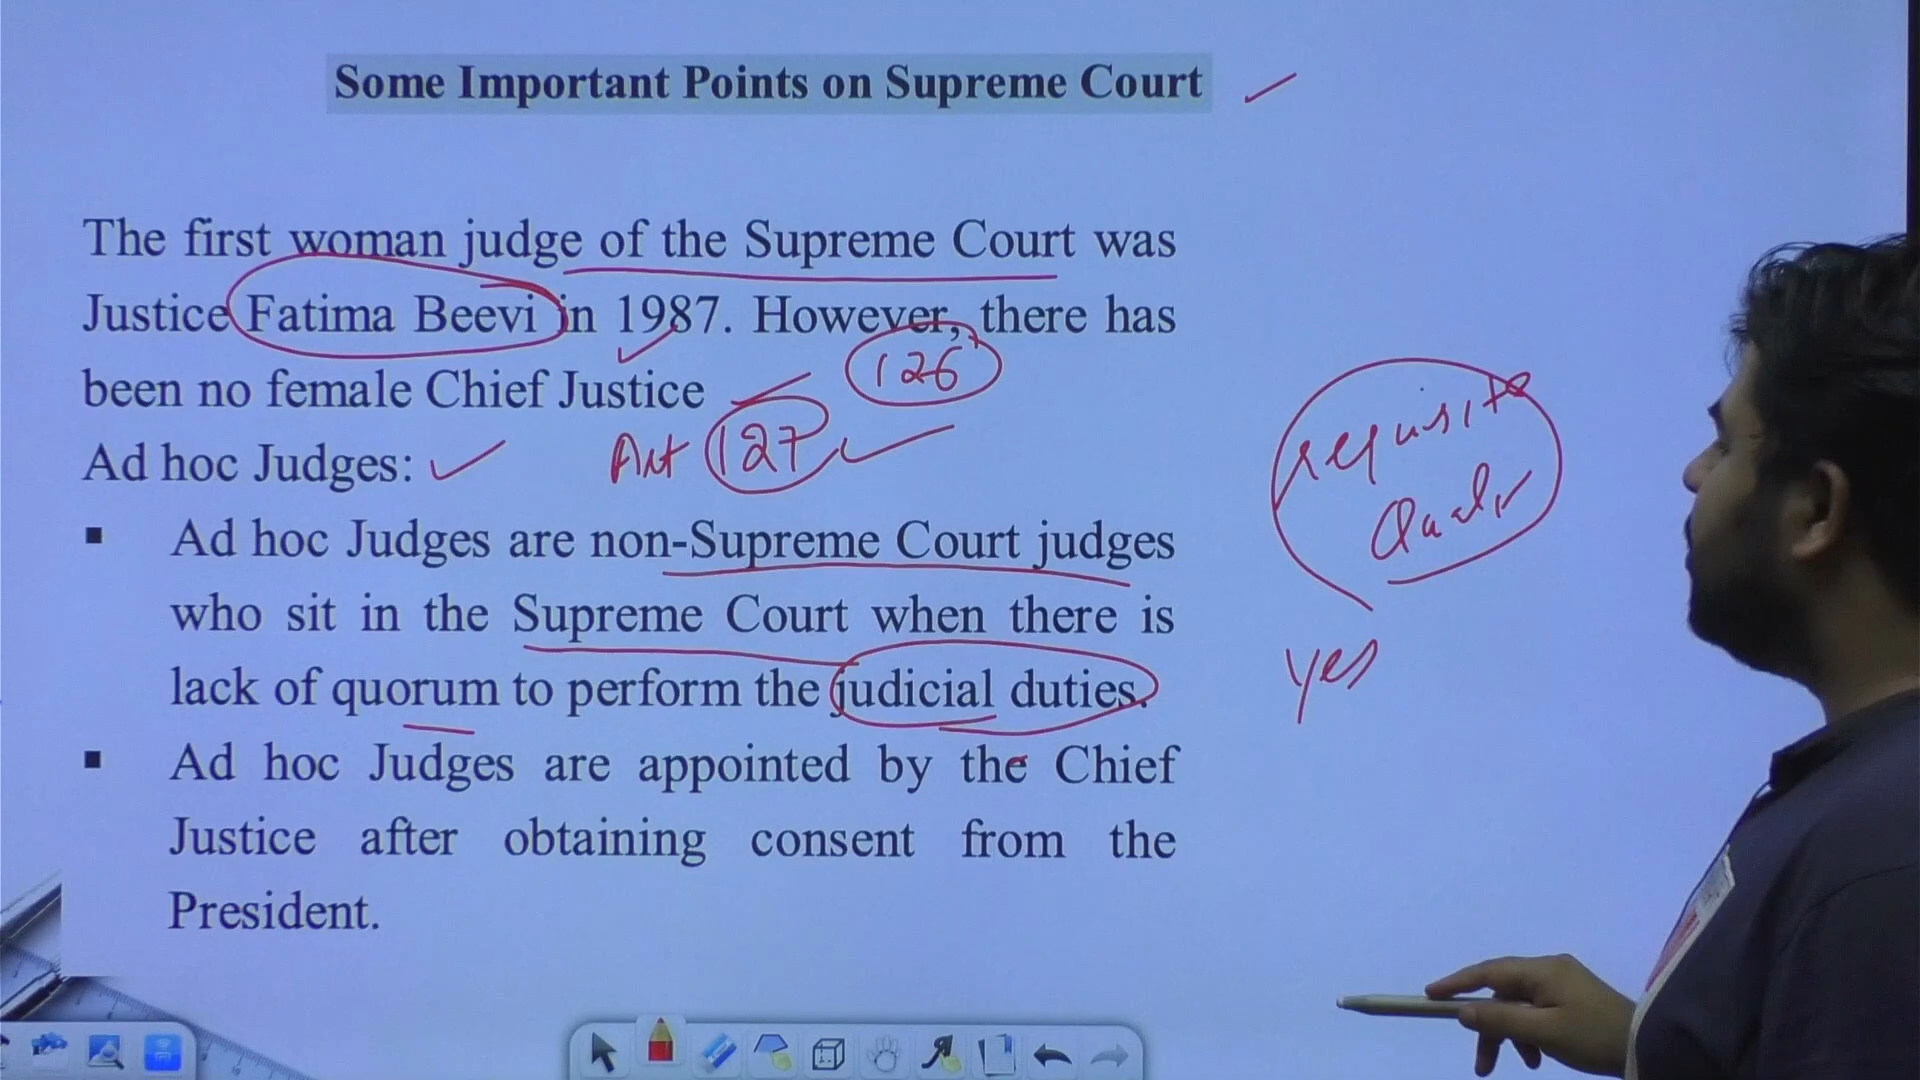 Some Important Points on Supreme Court
The first woman judge of the Supreme Court was
Justice Fatima Beevi in 1987. However, there has
126
been no female Chief Justice
Ad hoc Judges:
Art 127
requisite
▪ Ad hoc Judges are non-Supreme Court judges
who sit in the Supreme Court when there is
lack of quorum to perform the judicial duties.
yes
▪ Ad hoc Judges are appointed by the Chief
Justice after obtaining consent from the
President.